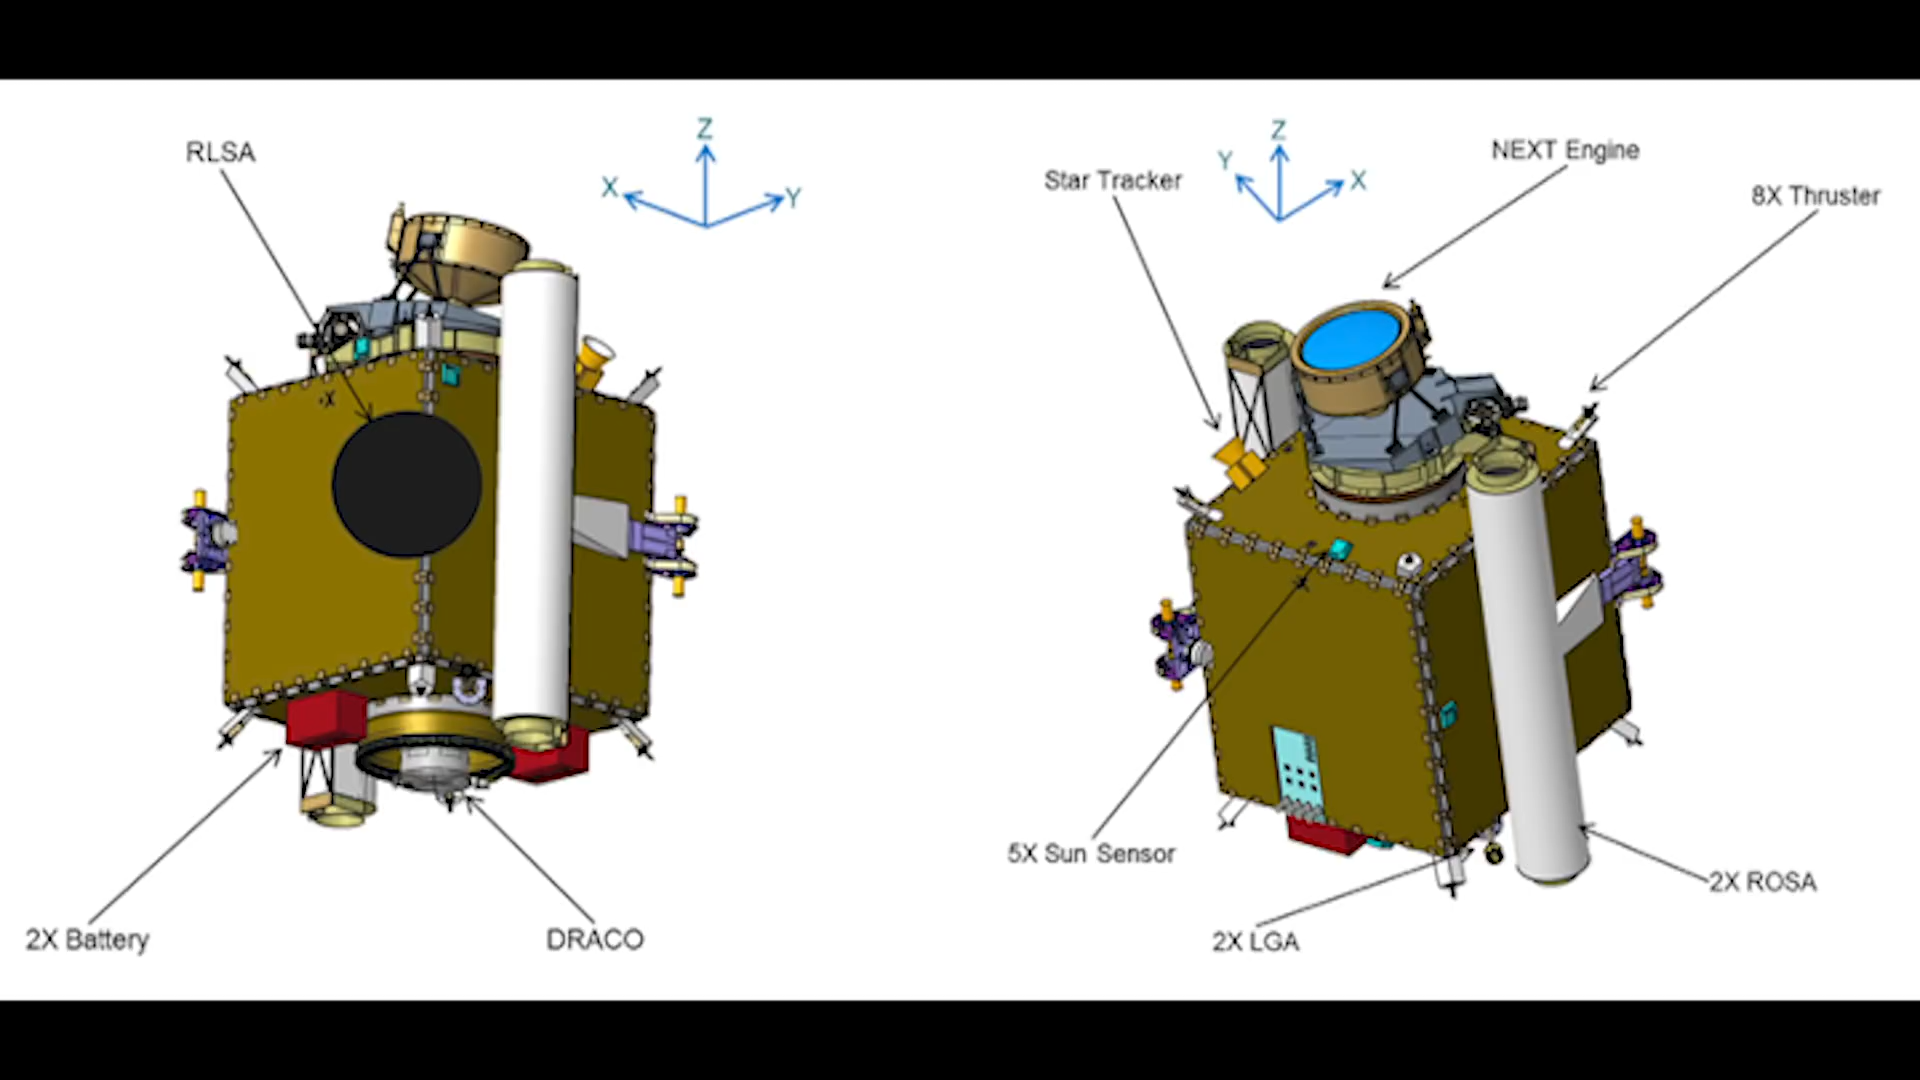 RLSA
Z
X
Y
-X
2X Battery
DRACO
Star Tracker
Z
Y
X
NEXT Engine
8X Thruster
5X Sun Sensor
2X LGA
2X ROSA